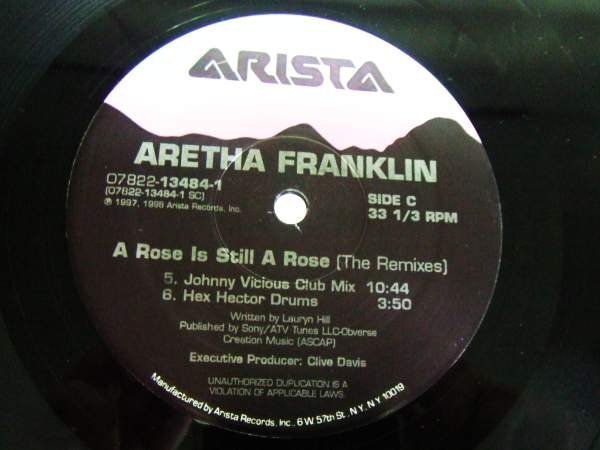 ARISTA
ARETHA FRANKLIN
07822-13484-1
(07822-13484-1 SC)
℗ 1997, 1998 Arista Records, Inc.
SIDE C
33 1/3 RPM
A Rose Is Still A Rose (The Remixes)
5. Johnny Vicious Club Mix 10:44
6. Hex Hector Drums 3:50
Written by Lauryn Hill
Published by Sony/ATV Tunes LLC-Obverse
Creation Music (ASCAP)
Executive Producer: Clive Davis
UNAUTHORIZED DUPLICATION IS A
VIOLATION OF APPLICABLE LAWS.
Manufactured by Arista Records, Inc., 6 W 57th St., N.Y., N.Y. 10019